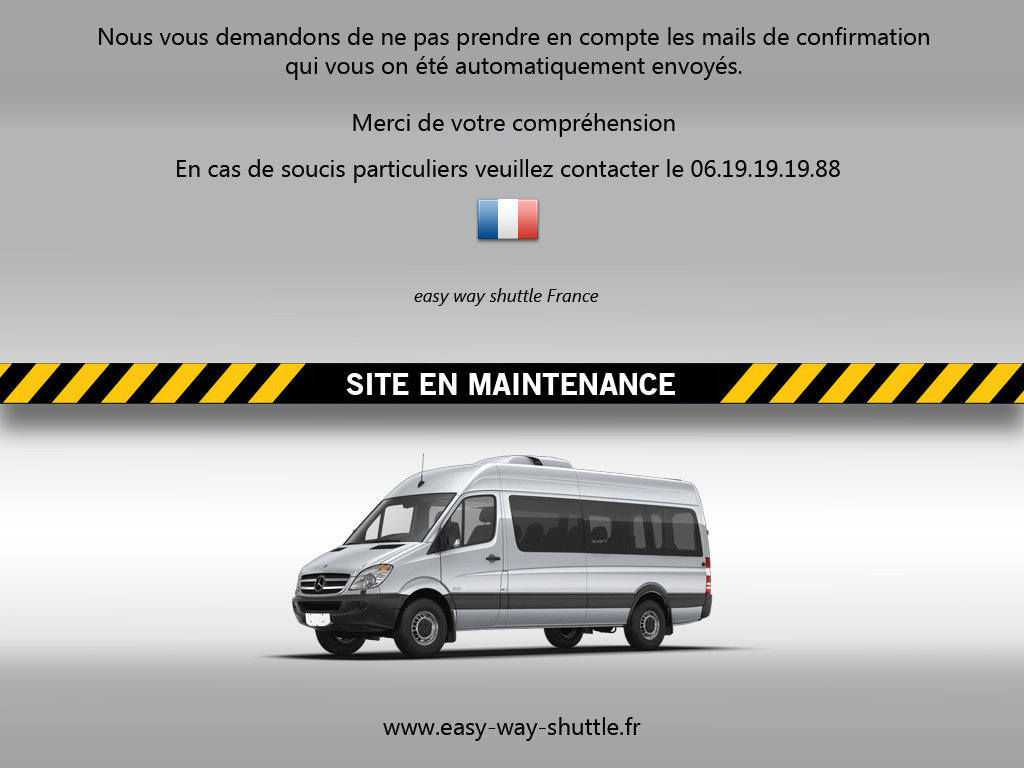 Nous vous demandons de ne pas prendre en compte les mails de confirmation
qui vous on été automatiquement envoyés.
Merci de votre compréhension
En cas de soucis particuliers veuillez contacter le 06.19.19.19.88
easy way shuttle France
SITE EN MAINTENANCE
www.easy-way-shuttle.fr